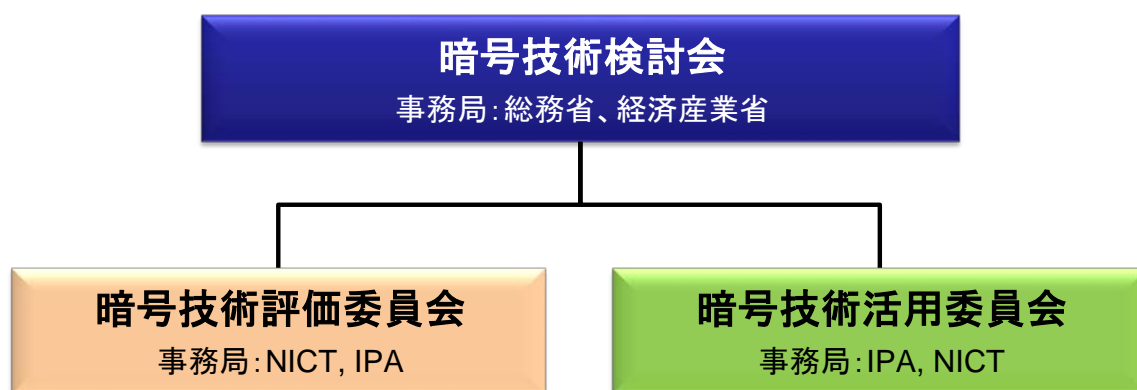 暗号技術検討会
事務局:総務省、経済産業省
暗号技術評価委員会
事務局:NICT, IPA
暗号技術活用委員会
事務局:IPA, NICT